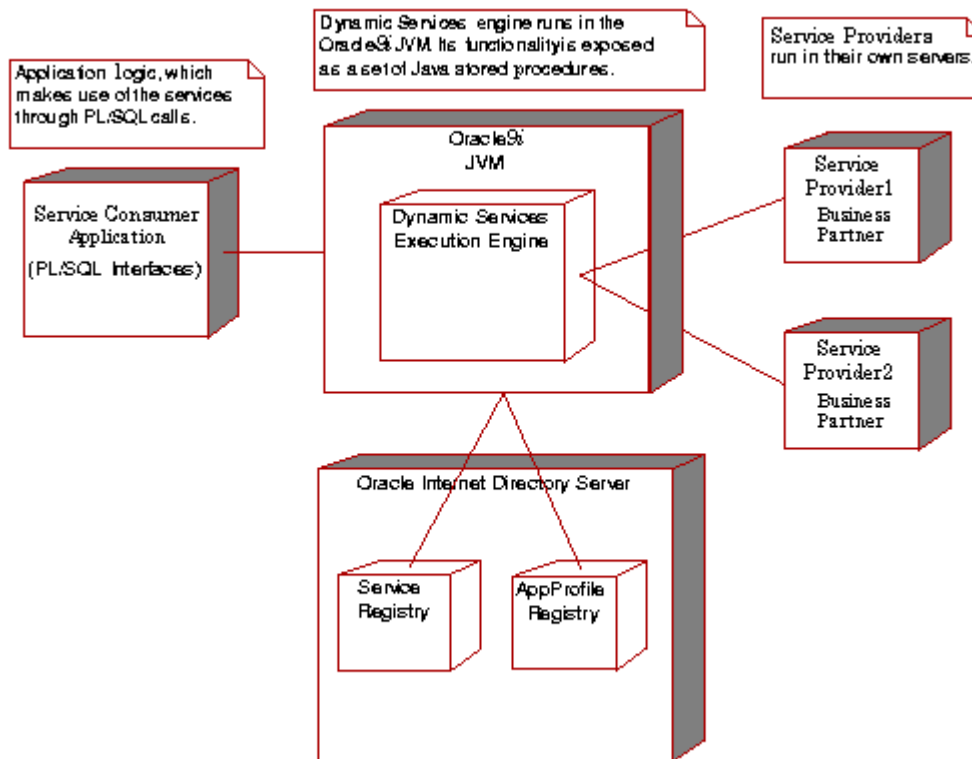 Dynamic Services engine runs in the
Oracle9i JVM. Its functionality is exposed
as a set of Java stored procedures.
Service Providers
run in their own servers.
Application logic, which
makes use of the services
through PL/SQL calls.
Oracle9i
JVM
Service
Provider1
Business
Partner
Service Consumer
Application
(PL/SQL Interfaces)
Dynamic Services
Execution Engine
Service
Provider2
Business
Partner
Oracle Internet Directory Server
Service
Registry
AppProfile
Registry